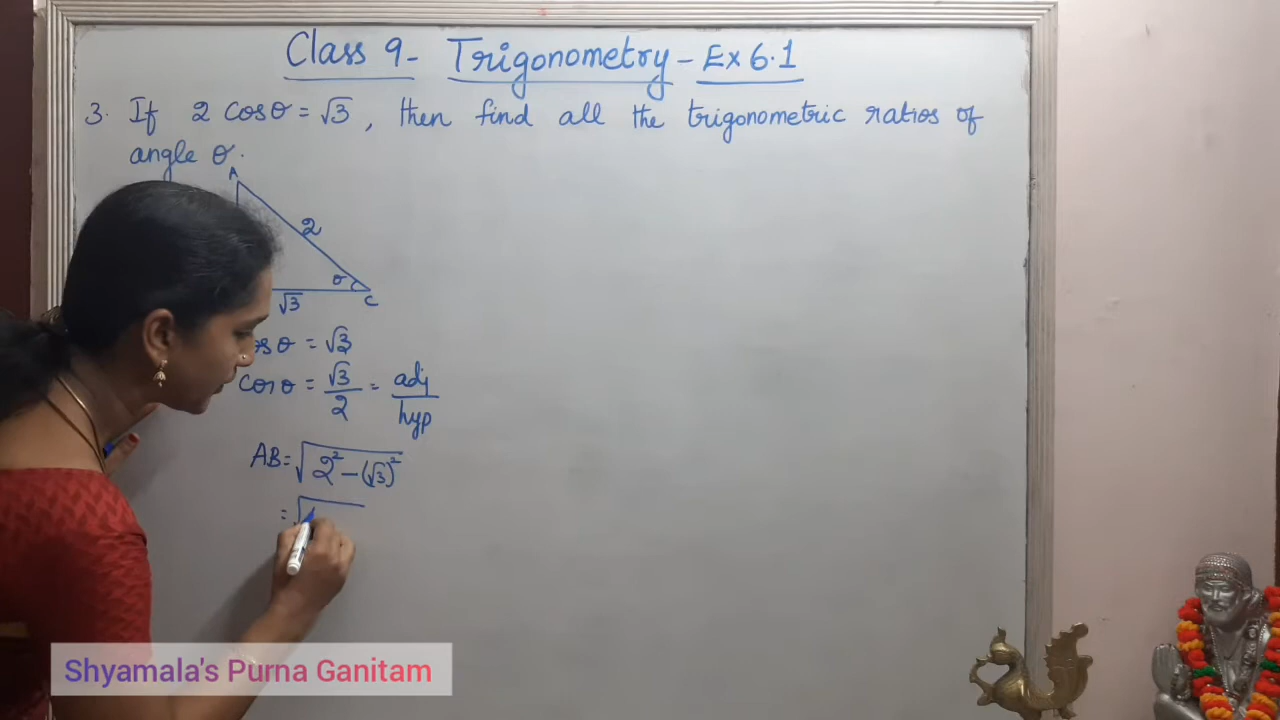 Class 9 - Trigonometry - Ex 6.1
3. If 2 cosθ = √3, then find all the trigonometric ratios of
angle θ.
A
2
θ
√3
C
θ = √3
cosθ = √3/2 = adj/hyp
AB = √(2² - (√3)²)
= √
Shyamala's Purna Ganitam